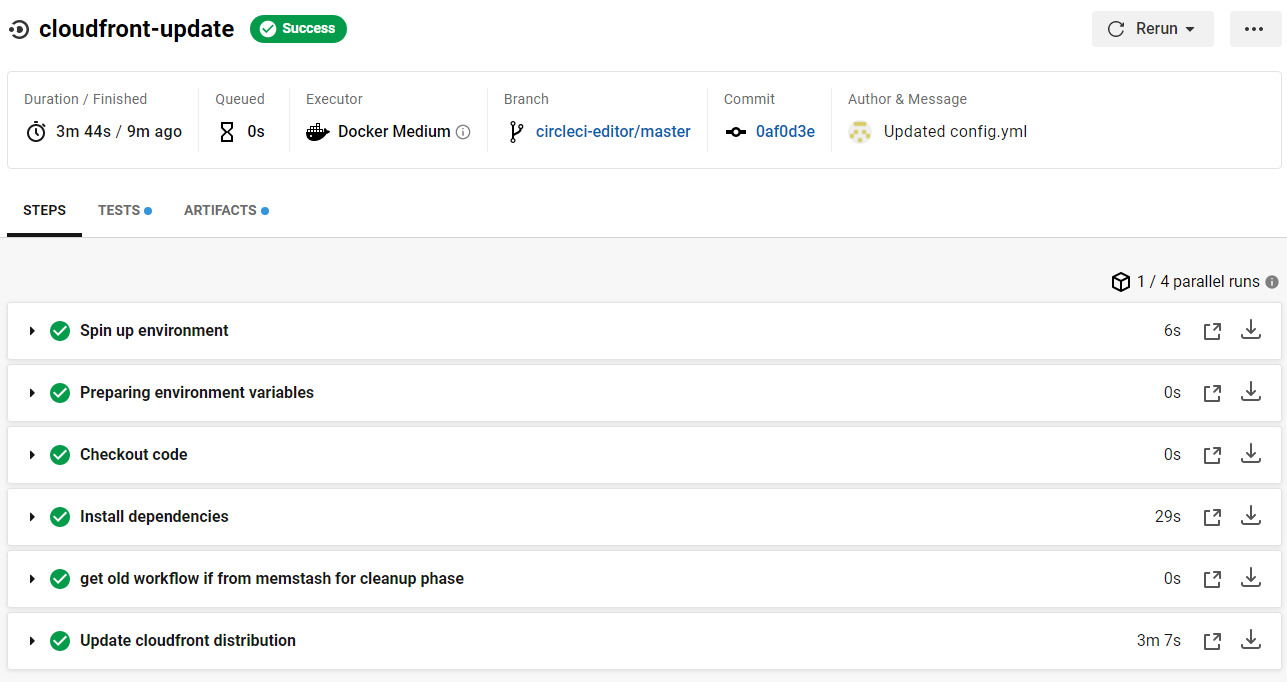 cloudfront-update Success Rerun
Duration / Finished Queued Executor Branch Commit Author & Message
3m 44s / 9m ago 0s Docker Medium circleci-editor/master 0af0d3e Updated config.yml
STEPS TESTS ARTIFACTS
1 / 4 parallel runs
Spin up environment 6s
Preparing environment variables 0s
Checkout code 0s
Install dependencies 29s
get old workflow if from memstash for cleanup phase 0s
Update cloudfront distribution 3m 7s